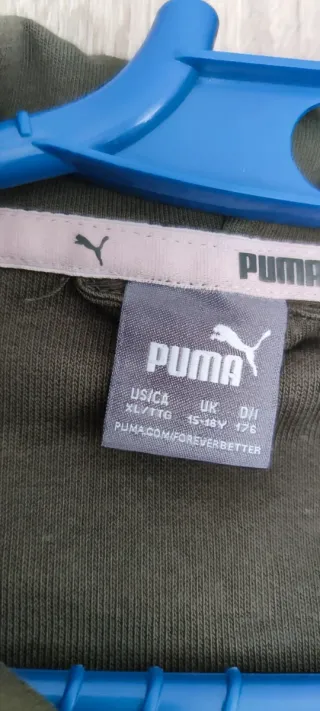 PUMA
PUMA
US/CA UK D/I
XL/TTG 15-16Y 176
PUMA.COM/FOREVERBETTER